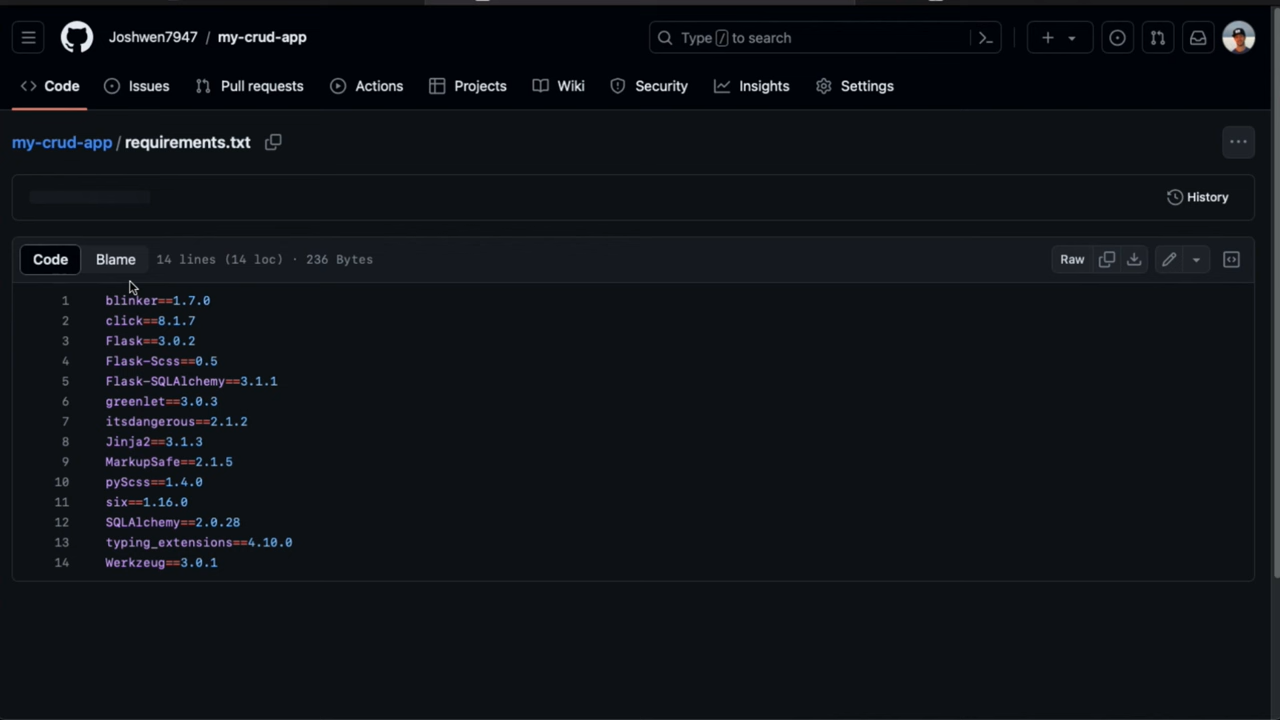 Joshwen7947 / my-crud-app
Type / to search
Code Issues Pull requests Actions Projects Wiki Security Insights Settings
my-crud-app / requirements.txt
History
Code Blame 14 lines (14 loc) · 236 Bytes Raw
1 blinker==1.7.0
2 click==8.1.7
3 Flask==3.0.2
4 Flask-Scss==0.5
5 Flask-SQLAlchemy==3.1.1
6 greenlet==3.0.3
7 itsdangerous==2.1.2
8 Jinja2==3.1.3
9 MarkupSafe==2.1.5
10 pyScss==1.4.0
11 six==1.16.0
12 SQLAlchemy==2.0.28
13 typing_extensions==4.10.0
14 Werkzeug==3.0.1